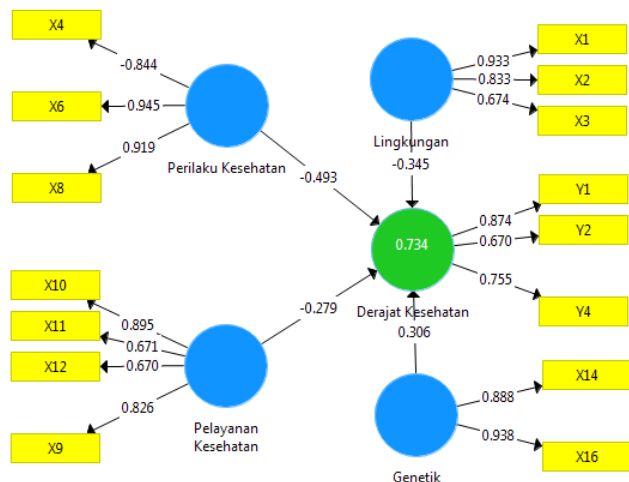 X4
-0.844
X6
0.945
0.919
X8
Perilaku Kesehatan
-0.493
X1
0.933
X2
0.833
0.674
X3
Lingkungan
-0.345
0.734
Derajat Kesehatan
Y1
0.874
Y2
0.670
0.755
Y4
X10
0.895
X11
0.671
X12
0.670
0.826
X9
Pelayanan
Kesehatan
-0.279
0.306
Genetik
X14
0.888
0.938
X16